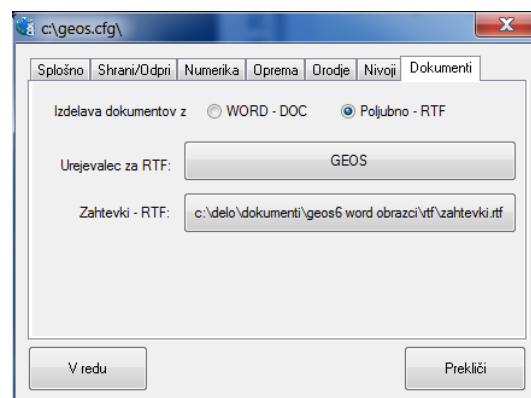 c:\geos.cfg\
Splošno Shrani/Odpri Numerika Oprema Orodje Nivoji Dokumenti
Izdelava dokumentov z WORD - DOC Poljubno - RTF
Urejevalec za RTF: GEOS
Zahtevki - RTF: c:\delo\dokumenti\geos6 word obrazci\rtf\zahtevki.rtf
V redu Prekliči